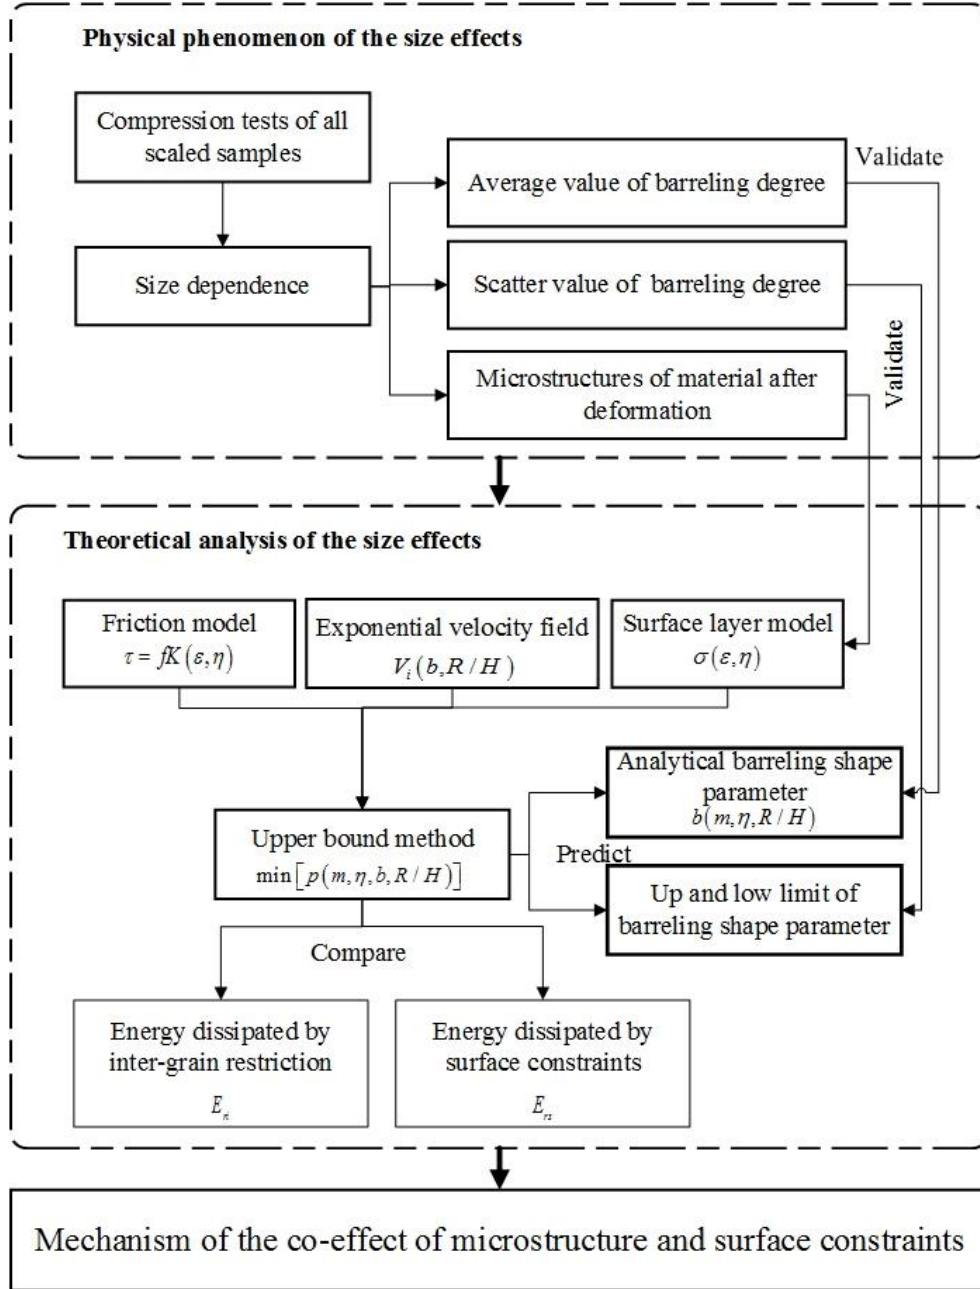 Physical phenomenon of the size effects
Compression tests of all
scaled samples
Size dependence
Average value of barreling degree
Validate
Scatter value of  barreling degree
Microstructures of material after
deformation
Validate
Theoretical analysis of the size effects
Friction model
τ = fK(ε,η)
Exponential velocity field
V_i(b,R/H)
Surface layer model
σ(ε,η)
Upper bound method
min[p(m,η,b,R/H)]
Predict
Analytical barreling shape
parameter
b(m,η,R/H)
Up and low limit of
barreling shape parameter
Compare
Energy dissipated by
inter-grain restriction
E_ri
Energy dissipated by
surface constraints
E_rs
Mechanism of the co-effect of microstructure and surface constraints